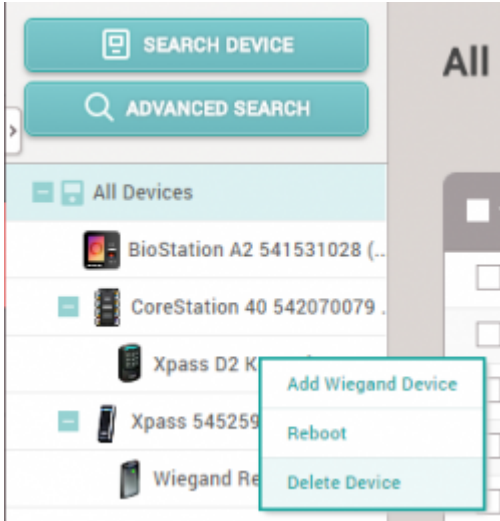 SEARCH DEVICE
All
ADVANCED SEARCH
All Devices
BioStation A2 541531028 (..
CoreStation 40 542070079 .
Xpass D2 K
Add Wiegand Device
Xpass 545259
Reboot
Wiegand Re
Delete Device